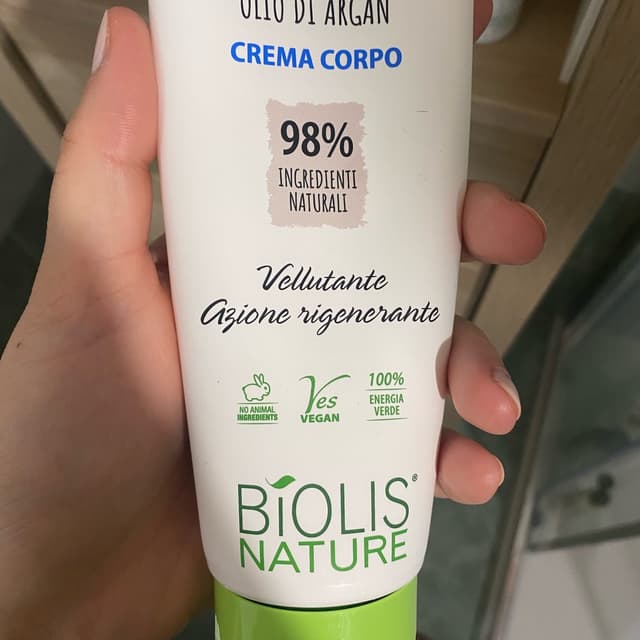 OLIO DI ARGAN
CREMA CORPO
98%
INGREDIENTI
NATURALI
Vellutante
Azione rigenerante
NO ANIMAL
INGREDIENTS
Yes
VEGAN
100%
ENERGIA
VERDE
BiOLIS®
NATURE